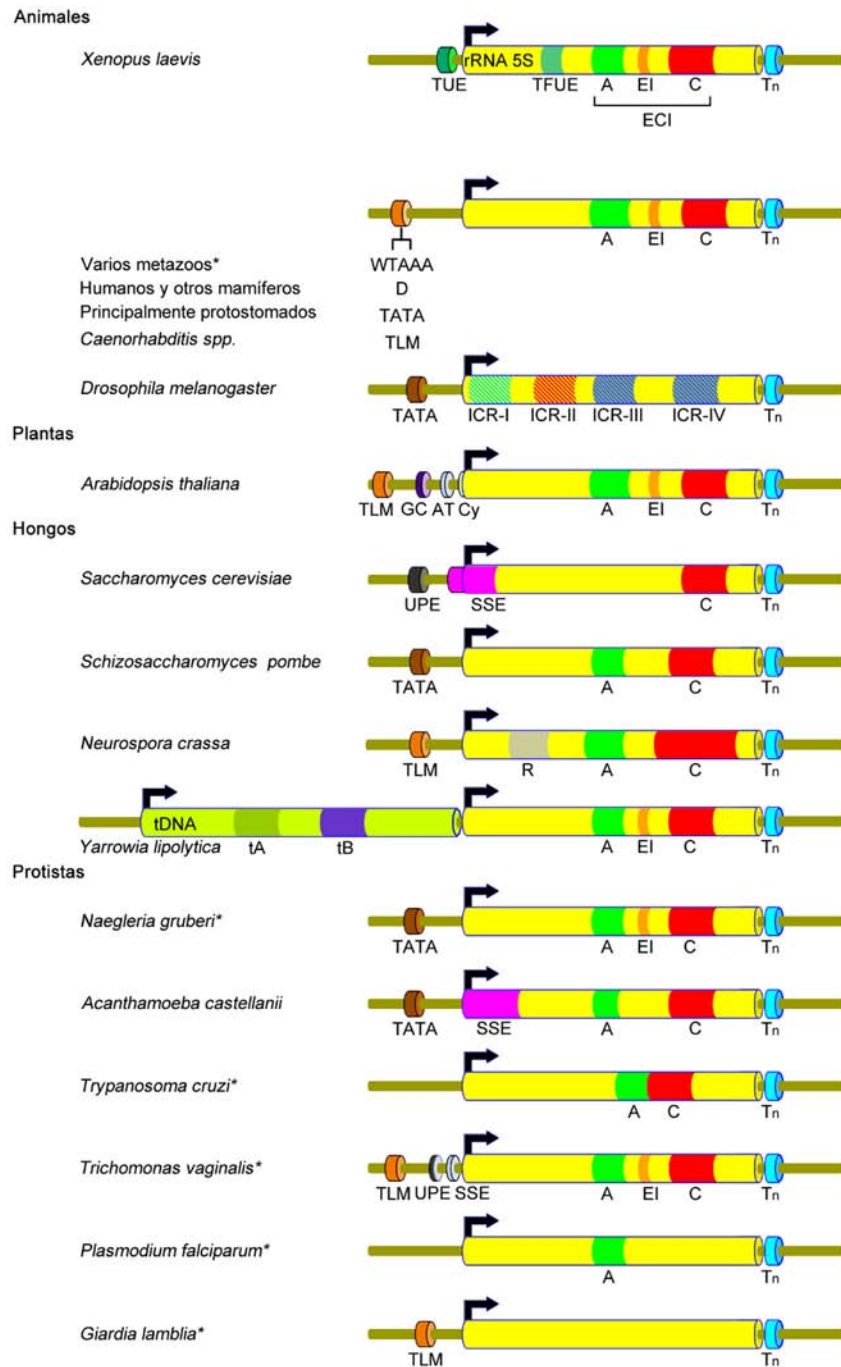 Animales
Xenopus laevis
rRNA 5S
TUE TFUE A EI C Tn
ECI
A EI C Tn
Varios metazoos* WTAAA
Humanos y otros mamíferos D
Principalmente protostomados TATA
Caenorhabditis spp. TLM
Drosophila melanogaster
TATA ICR-I ICR-II ICR-III ICR-IV Tn
Plantas
Arabidopsis thaliana
TLM GC AT Cy A EI C Tn
Hongos
Saccharomyces cerevisiae
UPE SSE C Tn
Schizosaccharomyces pombe
TATA A C Tn
Neurospora crassa
TLM R A C Tn
tDNA
Yarrowia lipolytica tA tB A EI C Tn
Protistas
Naegleria gruberi*
TATA A EI C Tn
Acanthamoeba castellanii
TATA SSE A C Tn
Trypanosoma cruzi*
A C Tn
Trichomonas vaginalis*
TLM UPE SSE A EI C Tn
Plasmodium falciparum*
A Tn
Giardia lamblia*
TLM Tn